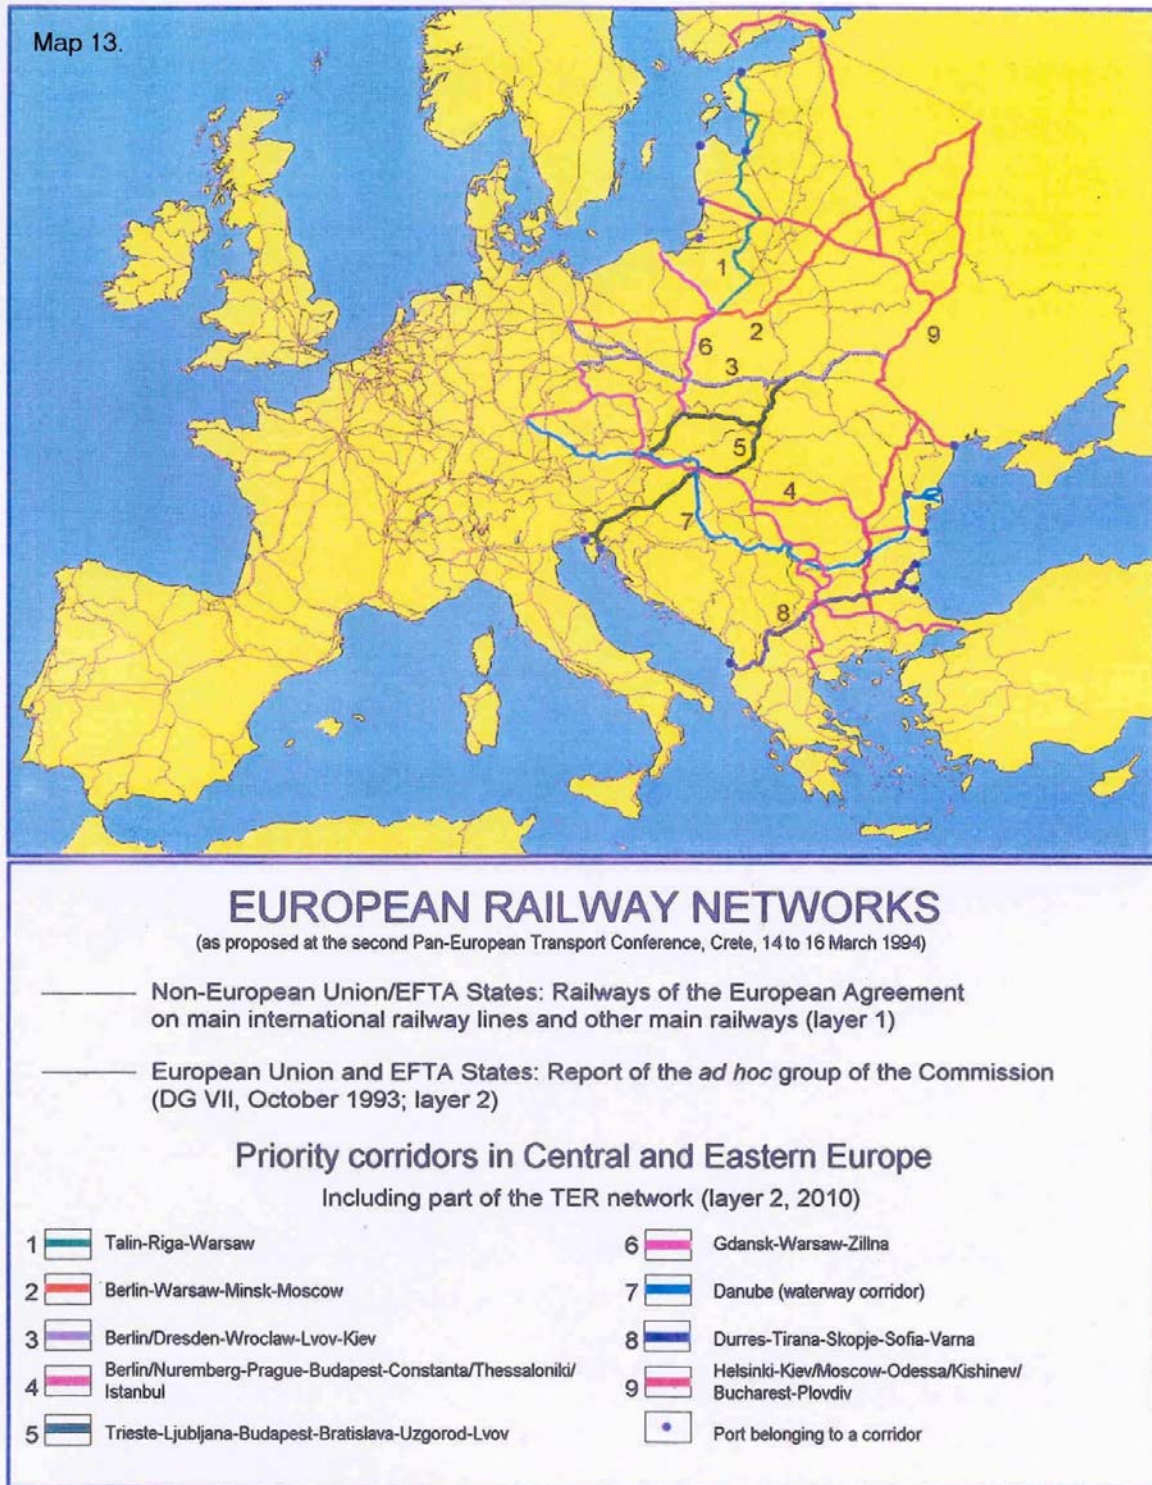 Map 13.
1
2
9
6
3
5
4
7
8
EUROPEAN RAILWAY NETWORKS
(as proposed at the second Pan-European Transport Conference, Crete, 14 to 16 March 1994)
Non-European Union/EFTA States: Railways of the European Agreement
on main international railway lines and other main railways (layer 1)
European Union and EFTA States: Report of the ad hoc group of the Commission
(DG VII, October 1993; layer 2)
Priority corridors in Central and Eastern Europe
Including part of the TER network (layer 2, 2010)
1 Talin-Riga-Warsaw
2 Berlin-Warsaw-Minsk-Moscow
3 Berlin/Dresden-Wroclaw-Lvov-Kiev
4 Berlin/Nuremberg-Prague-Budapest-Constanta/Thessaloniki/
Istanbul
5 Trieste-Ljubljana-Budapest-Bratislava-Uzgorod-Lvov
6 Gdansk-Warsaw-Zillna
7 Danube (waterway corridor)
8 Durres-Tirana-Skopje-Sofia-Varna
9 Helsinki-Kiev/Moscow-Odessa/Kishinev/
Bucharest-Plovdiv
Port belonging to a corridor